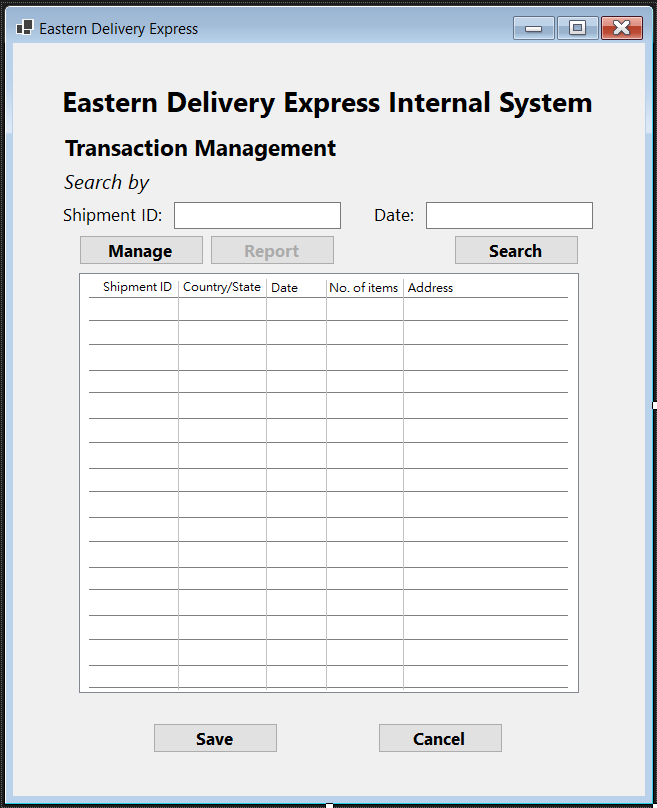 Eastern Delivery Express
Eastern Delivery Express Internal System
Transaction Management
Search by
Shipment ID: Date:
Manage Report Search
Shipment ID Country/State Date No. of items Address
Save Cancel